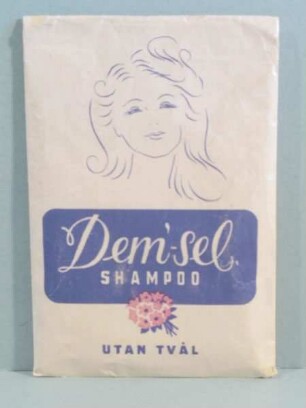 Dem'-sel.
SHAMPOO
UTAN TVÅL